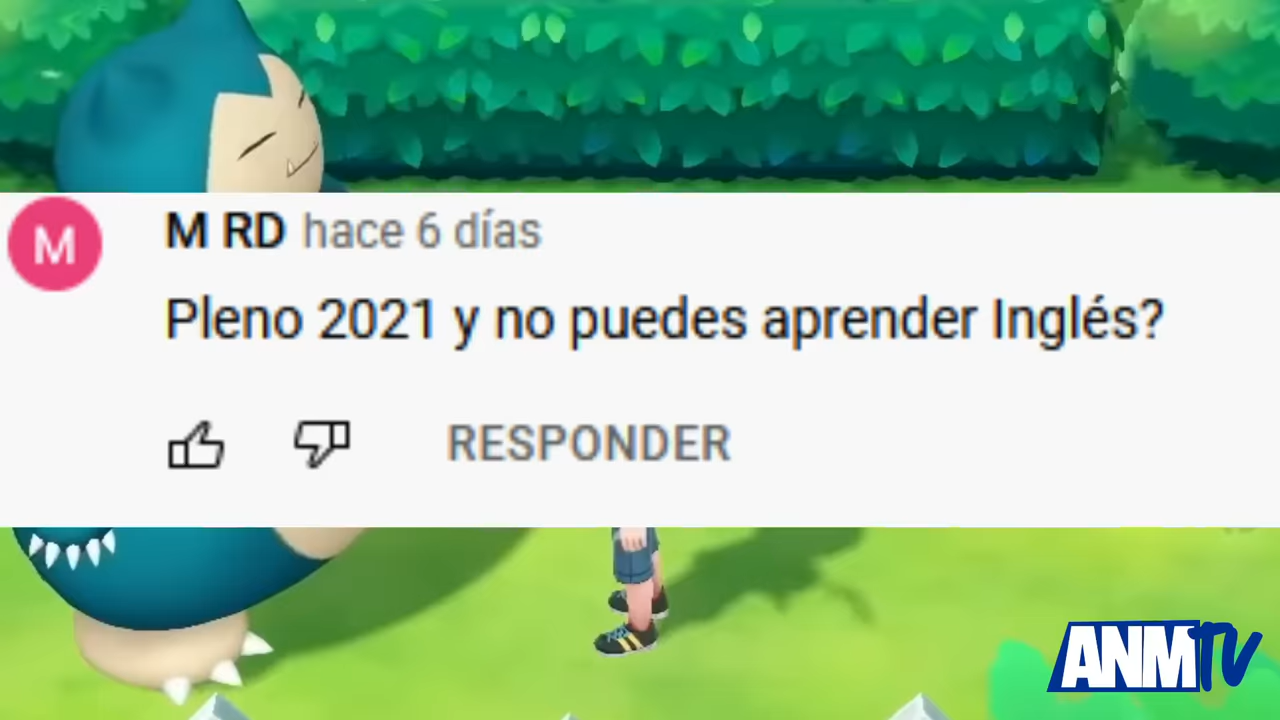 M
M RD hace 6 días
Pleno 2021 y no puedes aprender Inglés?
RESPONDER
ANMTV